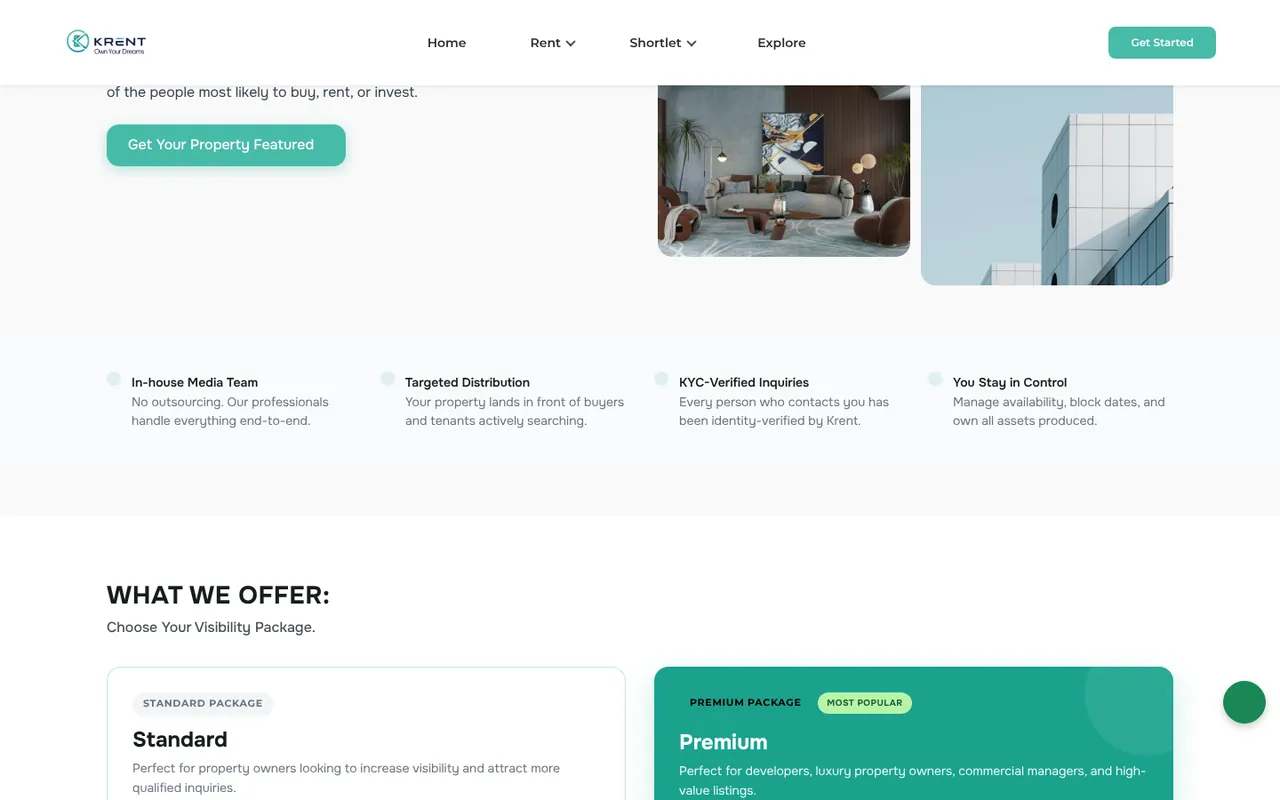 KRENT
Own Your Dreams
Home
Rent
Shortlet
Explore
Get Started
of the people most likely to buy, rent, or invest.
Get Your Property Featured
In-house Media Team
No outsourcing. Our professionals
handle everything end-to-end.
Targeted Distribution
Your property lands in front of buyers
and tenants actively searching.
KYC-Verified Inquiries
Every person who contacts you has
been identity-verified by Krent.
You Stay in Control
Manage availability, block dates, and
own all assets produced.
WHAT WE OFFER:
Choose Your Visibility Package.
STANDARD PACKAGE
Standard
Perfect for property owners looking to increase visibility and attract more
qualified inquiries.
PREMIUM PACKAGE
MOST POPULAR
Premium
Perfect for developers, luxury property owners, commercial managers, and high-
value listings.